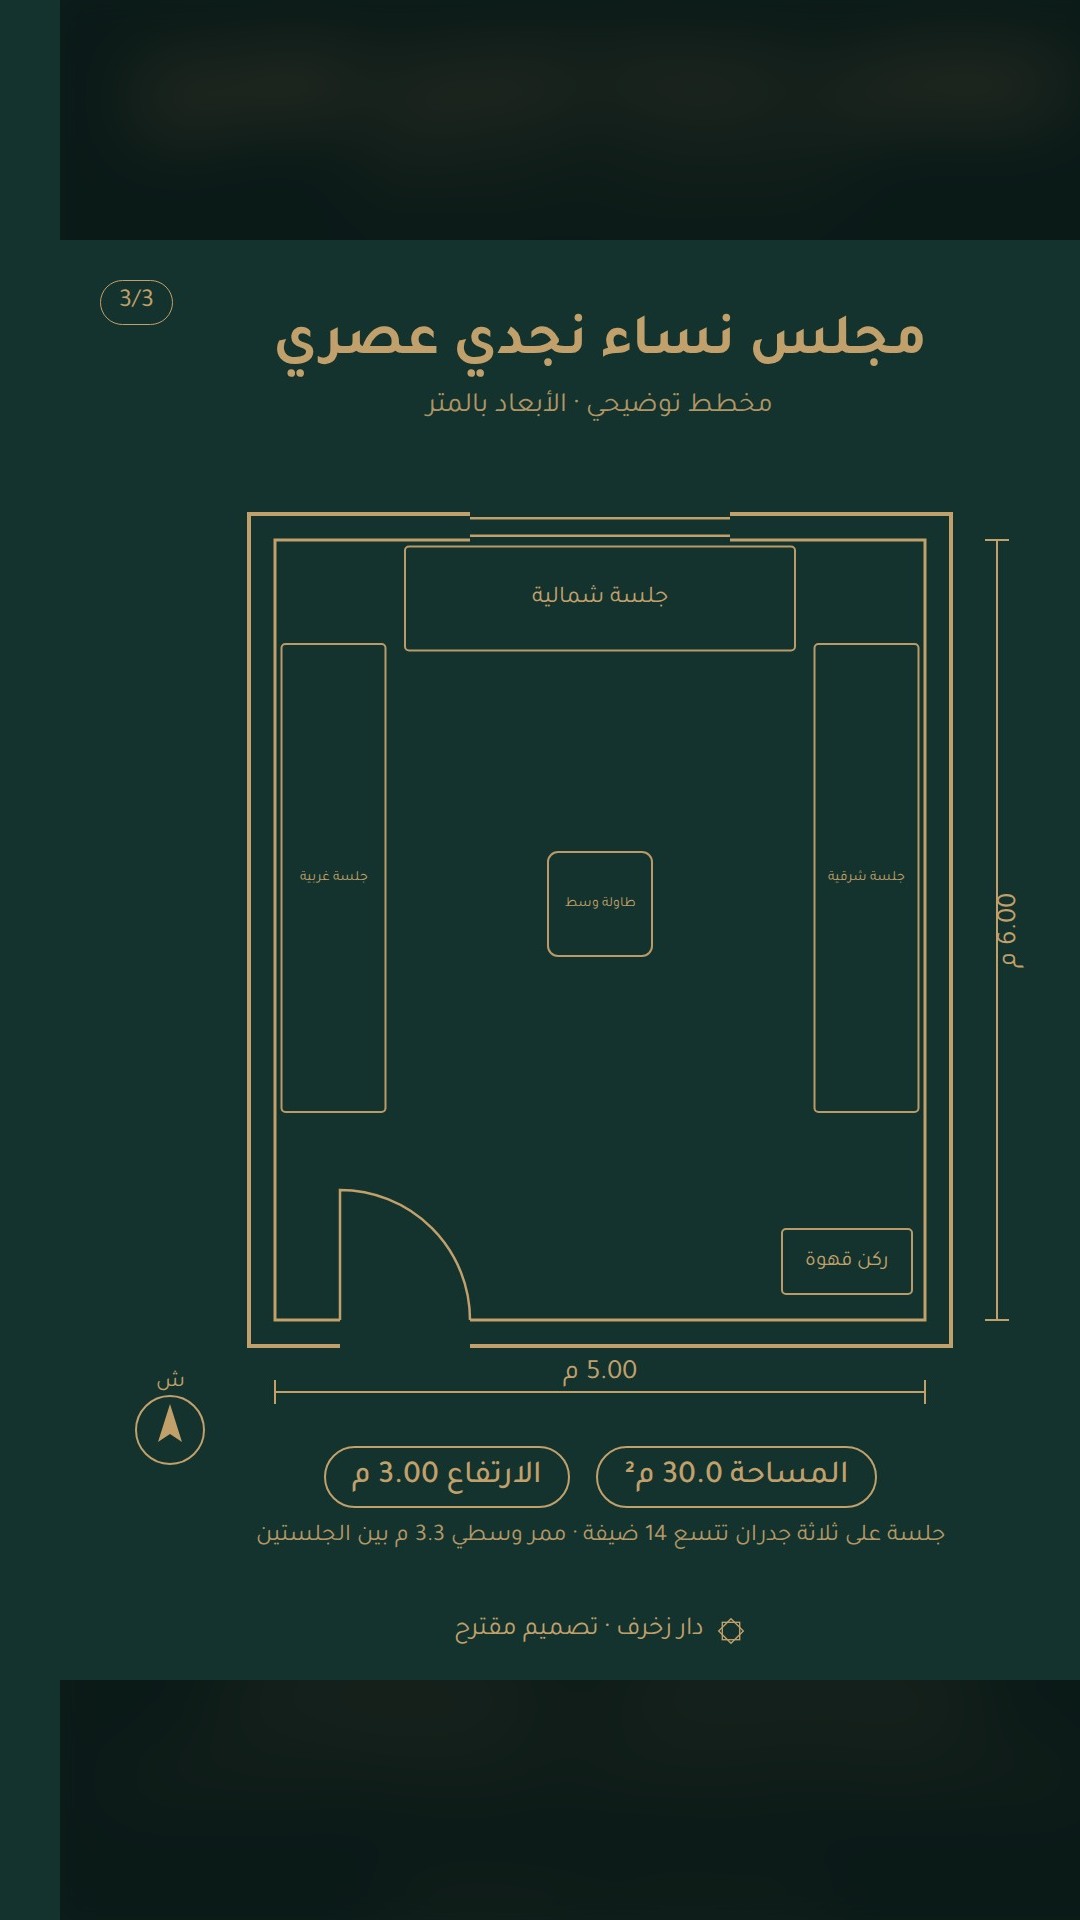 3/3
مجلس نساء نجدي عصري
مخطط توضيحي · الأبعاد بالمتر
جلسة شمالية
جلسة شرقية
جلسة غربية
طاولة وسط
6.00 م
ركن قهوة
5.00 م
ش
المساحة 30.0 م²
الارتفاع 3.00 م
جلسة على ثلاثة جدران تتسع 14 ضيفة · ممر وسطي 3.3 م بين الجلستين
دار زخرف · تصميم مقترح